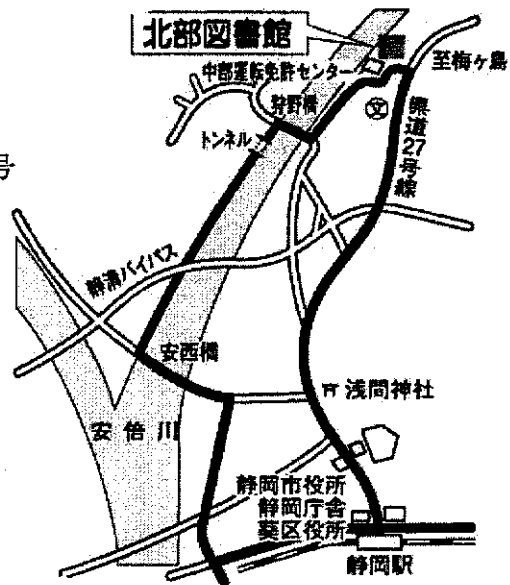 北部図書館
中部運転免許センター
至梅ヶ島
狩野橋
文
トンネル
県道27号線
号
静清バイパス
安西橋
浅間神社
安倍川
静岡市役所
静岡庁舎
葵区役所
静岡駅